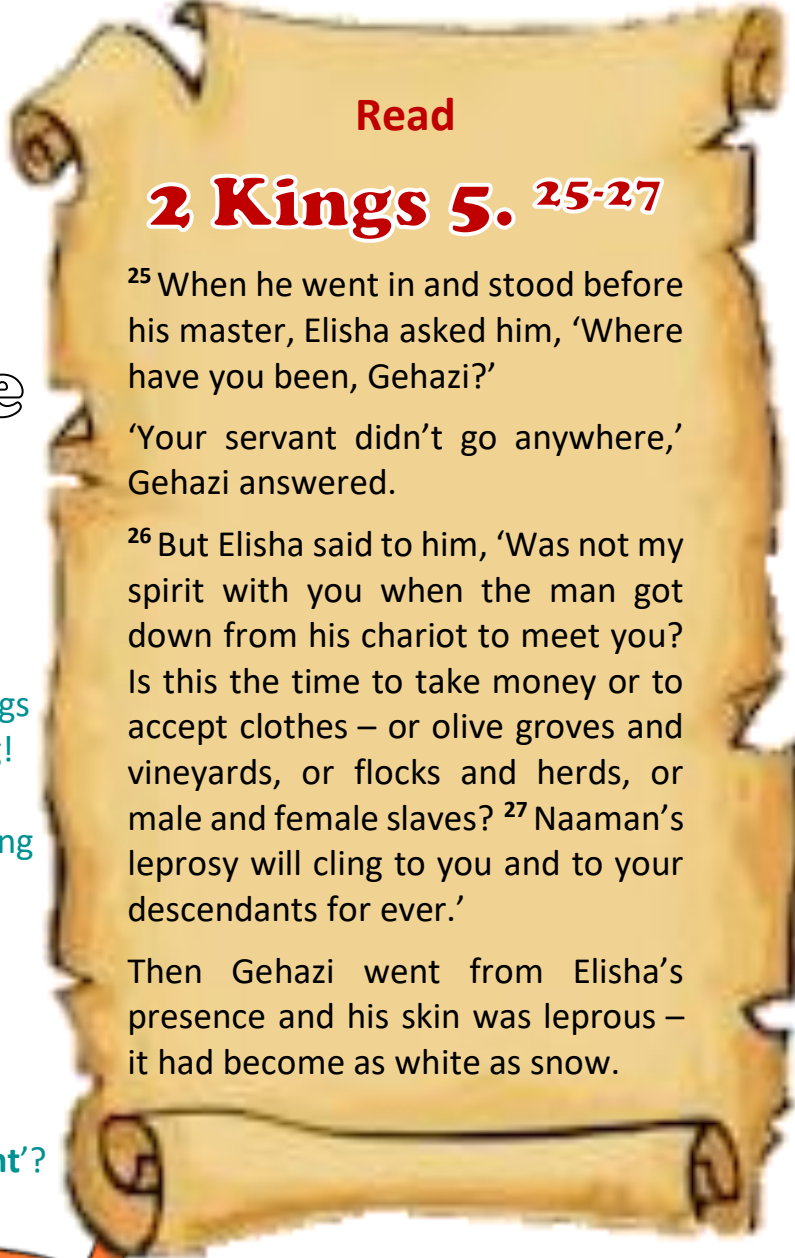 Read
2 Kings 5. 25-27
25 When he went in and stood before
his master, Elisha asked him, ‘Where
have you been, Gehazi?’
‘Your servant didn’t go anywhere,’
Gehazi answered.
26 But Elisha said to him, ‘Was not my
spirit with you when the man got
down from his chariot to meet you?
Is this the time to take money or to
accept clothes – or olive groves and
vineyards, or flocks and herds, or
male and female slaves? 27 Naaman’s
leprosy will cling to you and to your
descendants for ever.’
Then Gehazi went from Elisha’s
presence and his skin was leprous –
it had become as white as snow.